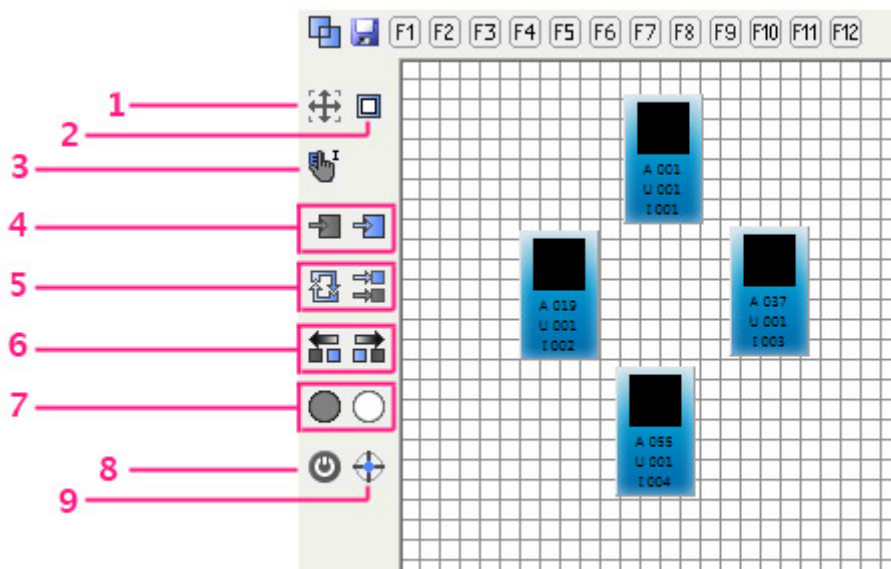 F1 F2 F3 F4 F5 F6 F7 F8 F9 F10 F11 F12
1
2
3
I
4
5
6
7
8
9
A 001
U 001
I 001
A 019
U 001
I 002
A 037
U 001
I 003
A 055
U 001
I 004